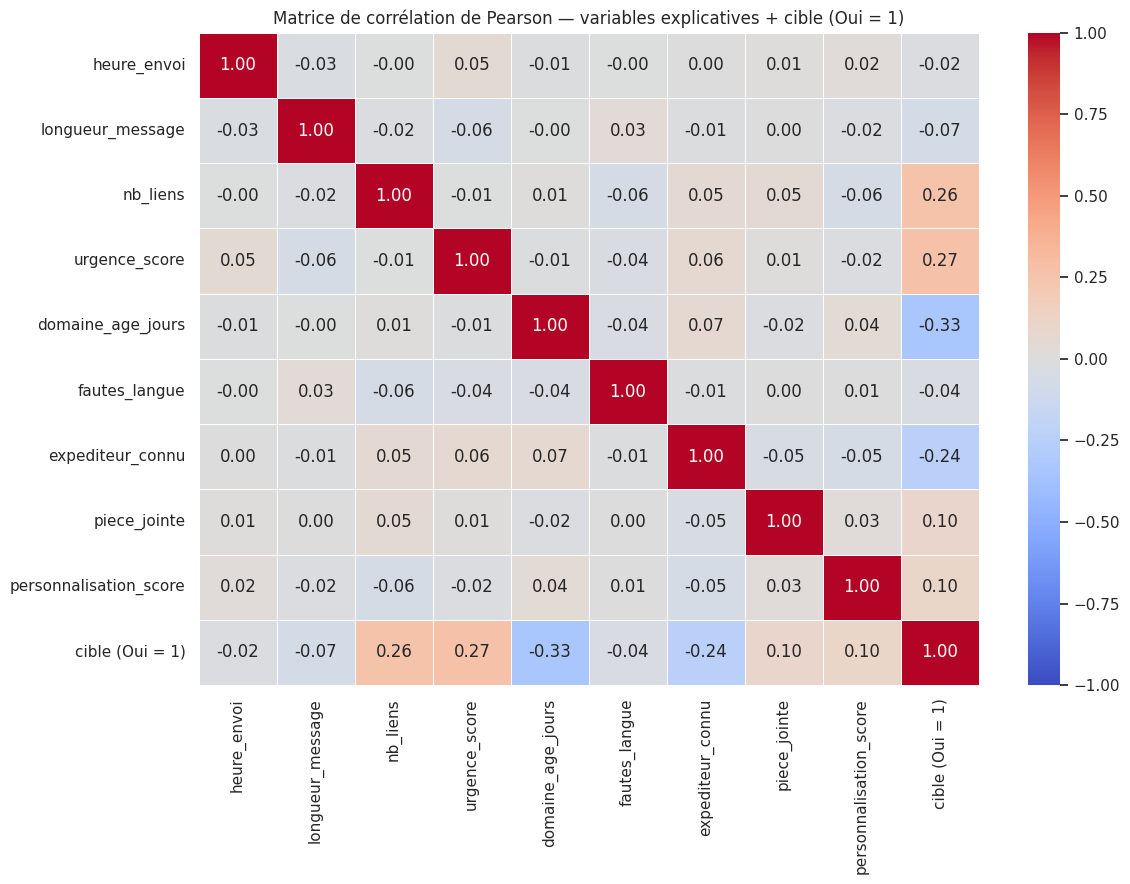 Matrice de corrélation de Pearson — variables explicatives + cible (Oui = 1)
heure_envoi 1.00 -0.03 -0.00 0.05 -0.01 -0.00 0.00 0.01 0.02 -0.02
longueur_message -0.03 1.00 -0.02 -0.06 -0.00 0.03 -0.01 0.00 -0.02 -0.07
nb_liens -0.00 -0.02 1.00 -0.01 0.01 -0.06 0.05 0.05 -0.06 0.26
urgence_score 0.05 -0.06 -0.01 1.00 -0.01 -0.04 0.06 0.01 -0.02 0.27
domaine_age_jours -0.01 -0.00 0.01 -0.01 1.00 -0.04 0.07 -0.02 0.04 -0.33
fautes_langue -0.00 0.03 -0.06 -0.04 -0.04 1.00 -0.01 0.00 0.01 -0.04
expediteur_connu 0.00 -0.01 0.05 0.06 0.07 -0.01 1.00 -0.05 -0.05 -0.24
piece_jointe 0.01 0.00 0.05 0.01 -0.02 0.00 -0.05 1.00 0.03 0.10
personnalisation_score 0.02 -0.02 -0.06 -0.02 0.04 0.01 -0.05 0.03 1.00 0.10
cible (Oui = 1) -0.02 -0.07 0.26 0.27 -0.33 -0.04 -0.24 0.10 0.10 1.00
heure_envoi
longueur_message
nb_liens
urgence_score
domaine_age_jours
fautes_langue
expediteur_connu
piece_jointe
personnalisation_score
cible (Oui = 1)
1.00
0.75
0.50
0.25
0.00
−0.25
−0.50
−0.75
−1.00